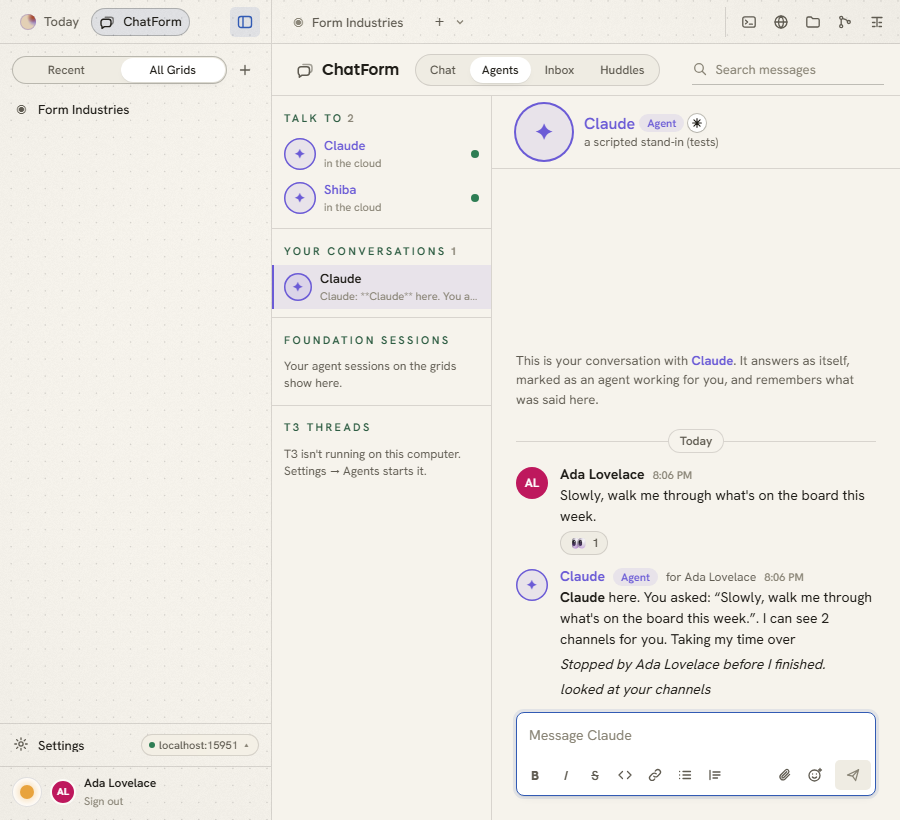 Today
ChatForm
Form Industries
Recent
All Grids
Form Industries
Settings
localhost:15951
AL
Ada Lovelace
Sign out
ChatForm
Chat
Agents
Inbox
Huddles
Search messages
TALK TO 2
Claude
in the cloud
Shiba
in the cloud
YOUR CONVERSATIONS 1
Claude
Claude: **Claude** here. You a...
FOUNDATION SESSIONS
Your agent sessions on the grids
show here.
T3 THREADS
T3 isn't running on this computer.
Settings → Agents starts it.
Claude Agent
a scripted stand-in (tests)
This is your conversation with Claude. It answers as itself,
marked as an agent working for you, and remembers what
was said here.
Today
AL
Ada Lovelace 8:06 PM
Slowly, walk me through what's on the board this
week.
👀 1
Claude Agent for Ada Lovelace 8:06 PM
Claude here. You asked: “Slowly, walk me through
what's on the board this week.”. I can see 2
channels for you. Taking my time over
Stopped by Ada Lovelace before I finished.
looked at your channels
Message Claude
B I S